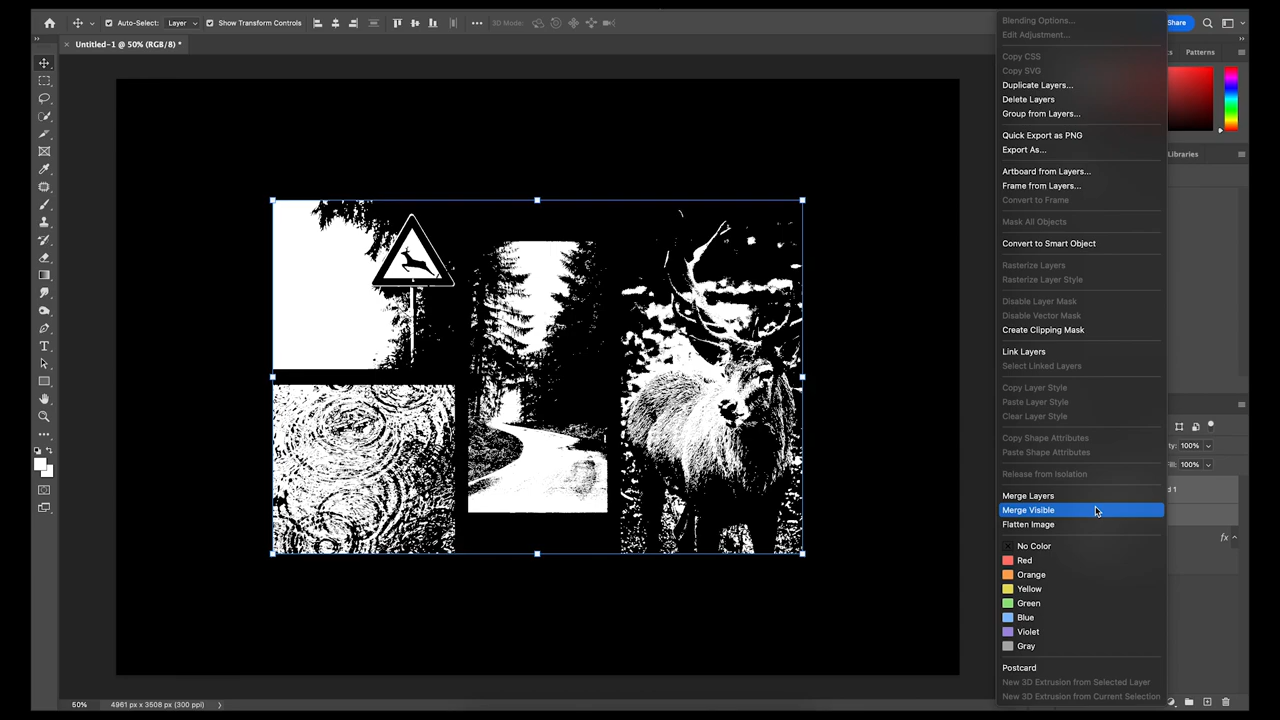 Auto-Select: Layer Show Transform Controls 3D Mode: Share
Untitled-1 @ 50% (RGB/8) *
Patterns
Libraries
Blending Options...
Edit Adjustment...
Copy CSS
Copy SVG
Duplicate Layers...
Delete Layers
Group from Layers...
Quick Export as PNG
Export As...
Artboard from Layers...
Frame from Layers...
Convert to Frame
Mask All Objects
Convert to Smart Object
Rasterize Layers
Rasterize Layer Style
Disable Layer Mask
Disable Vector Mask
Create Clipping Mask
Link Layers
Select Linked Layers
Copy Layer Style
Paste Layer Style
Clear Layer Style
Copy Shape Attributes
Paste Shape Attributes
Release from Isolation
Merge Layers
Merge Visible
Flatten Image
No Color
Red
Orange
Yellow
Green
Blue
Violet
Gray
Postcard
New 3D Extrusion from Selected Layer
New 3D Extrusion from Current Selection
100%
100%
fx
50% 4961 px x 3508 px (300 ppi)